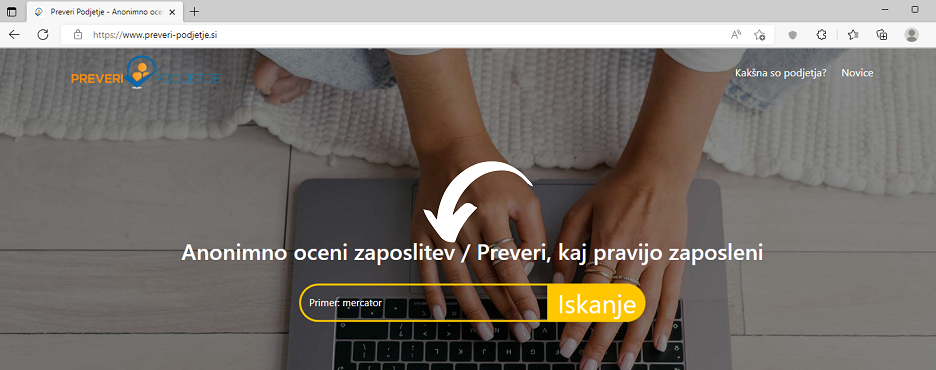 Preveri Podjetje - Anonimno oce
https://www.preveri-podjetje.si
PREVERI PODJETJE
Kakšna so podjetja? Novice
Anonimno oceni zaposlitev / Preveri, kaj pravijo zaposleni
Primer: mercator Iskanje